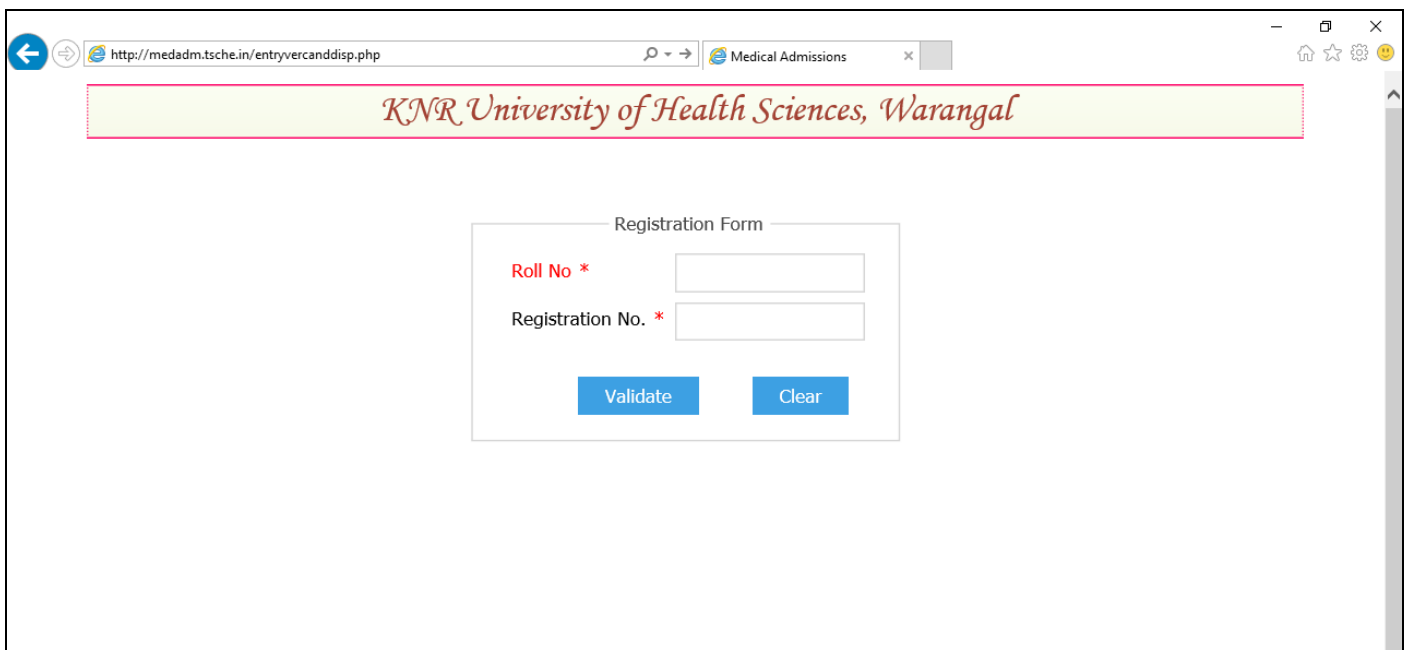 http://medadm.tsche.in/entryvercanddisp.php
Medical Admissions
KNR University of Health Sciences, Warangal
Registration Form
Roll No *
Registration No. *
Validate Clear